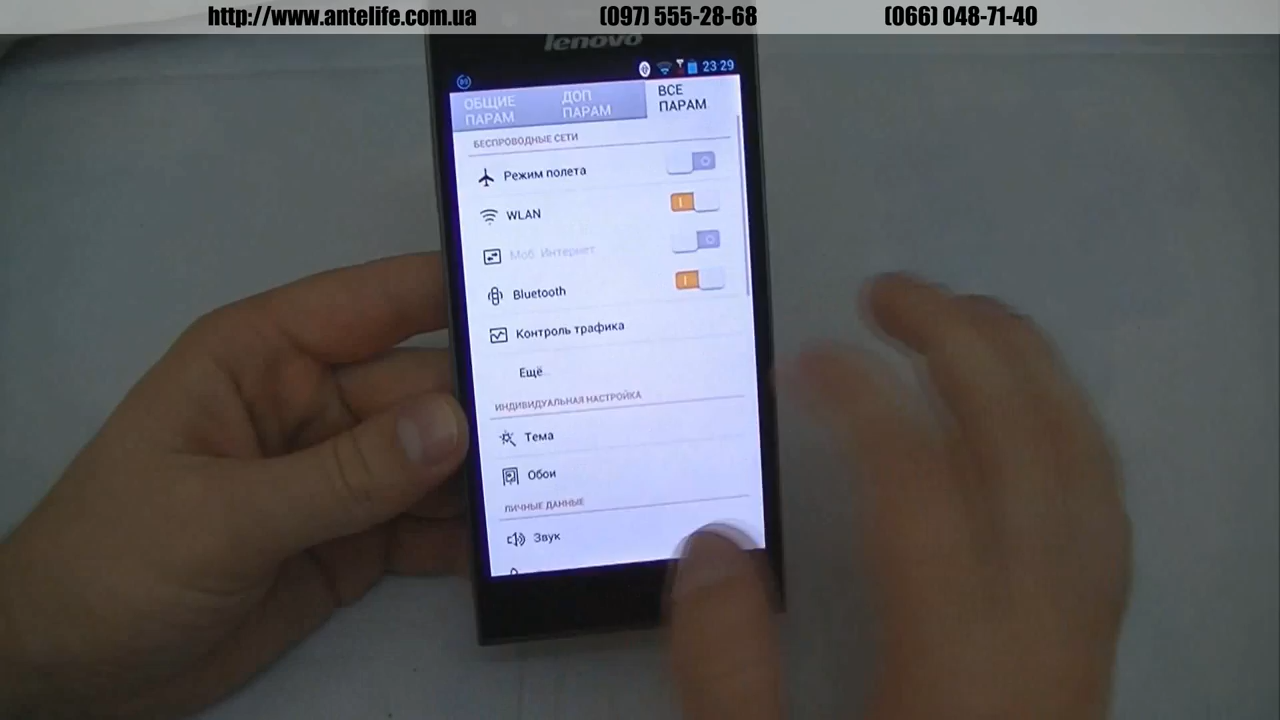 http://www.antelife.com.ua (097) 555-28-68 (066) 048-71-40
lenovo
23:29
ОБЩИЕ ПАРАМ
ДОП ПАРАМ
ВСЕ ПАРАМ
БЕСПРОВОДНЫЕ СЕТИ
Режим полета
WLAN
Моб. Интернет
Bluetooth
Контроль трафика
Ещё...
ИНДИВИДУАЛЬНАЯ НАСТРОЙКА
Тема
Обои
ЛИЧНЫЕ ДАННЫЕ
Звук